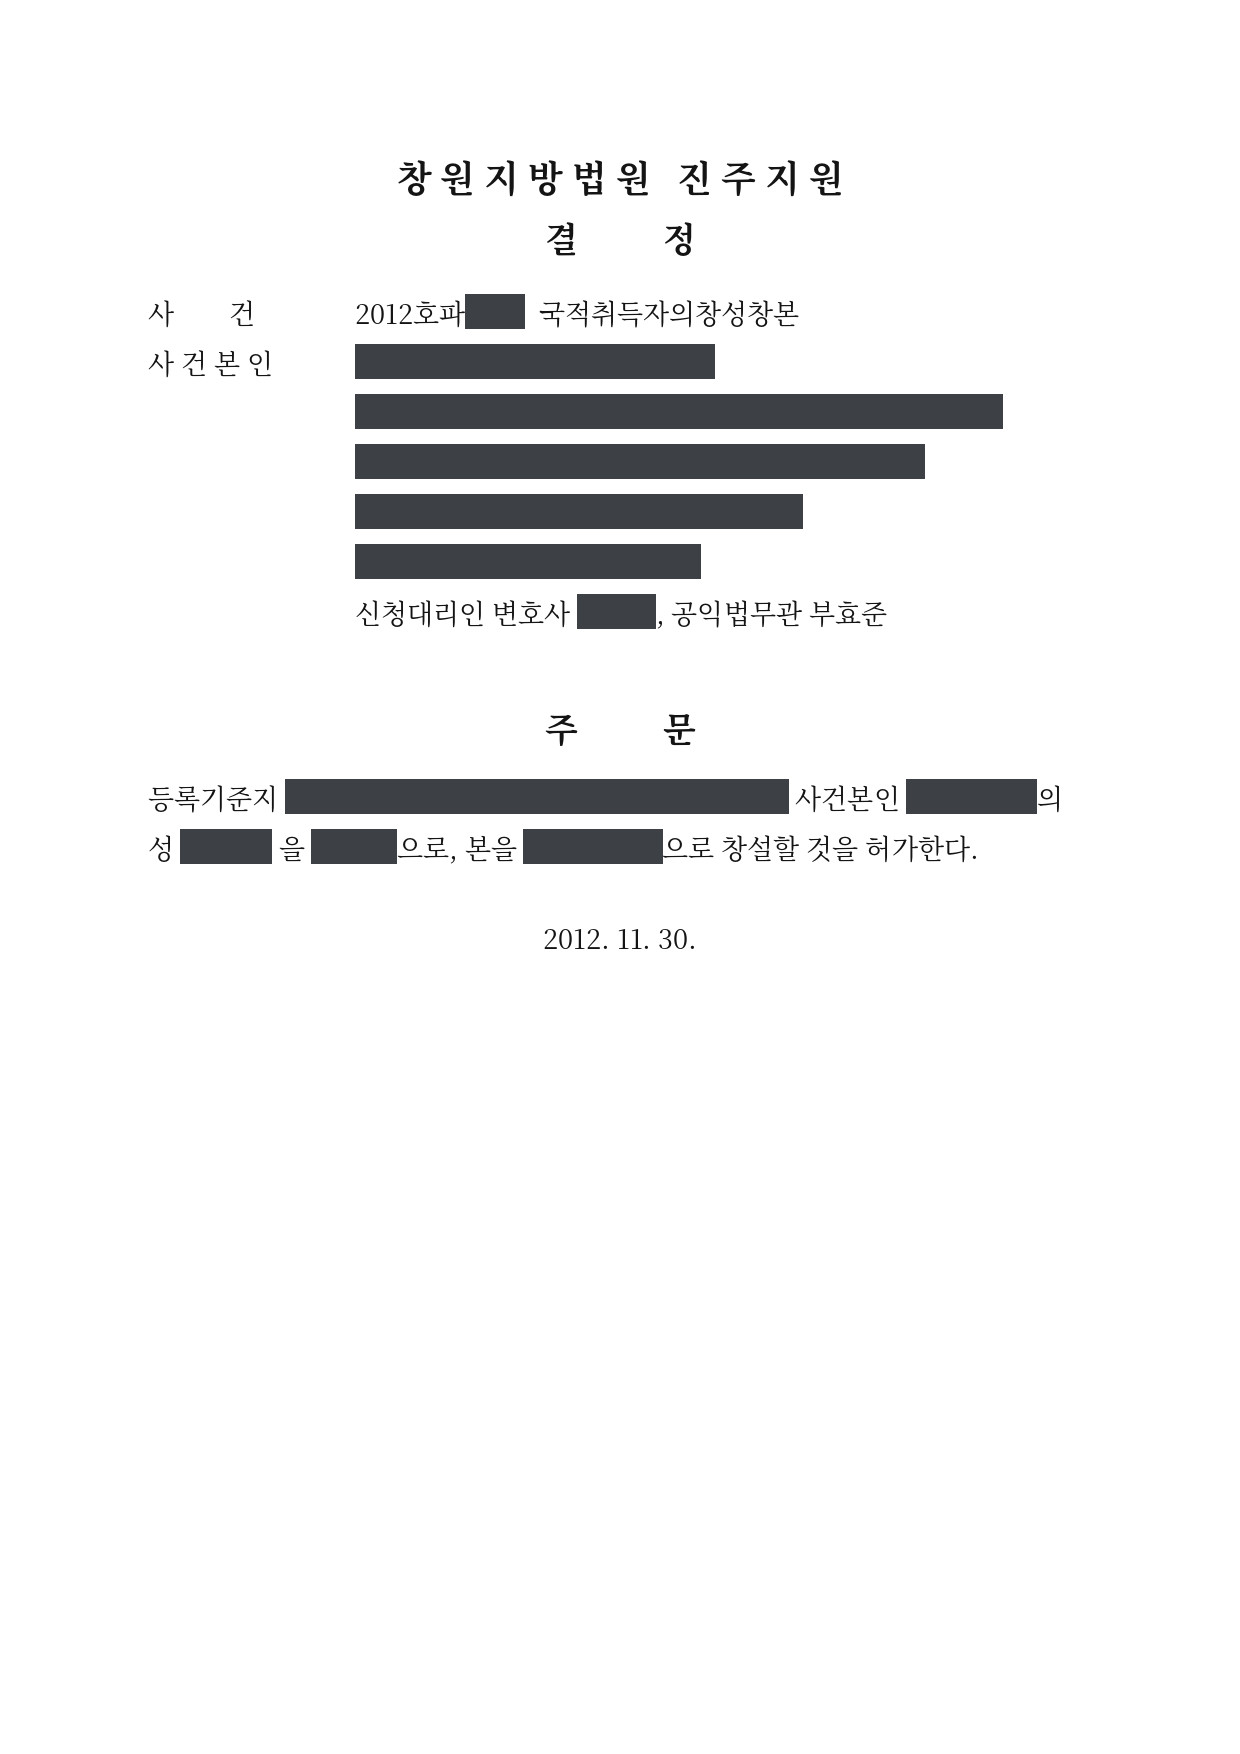 창원지방법원 진주지원
결 정
사 건 2012호파 국적취득자의창성창본
사건본인
신청대리인 변호사 , 공익법무관 부효준
주 문
등록기준지 사건본인 의
성 을 으로, 본을 으로 창설할 것을 허가한다.
2012. 11. 30.